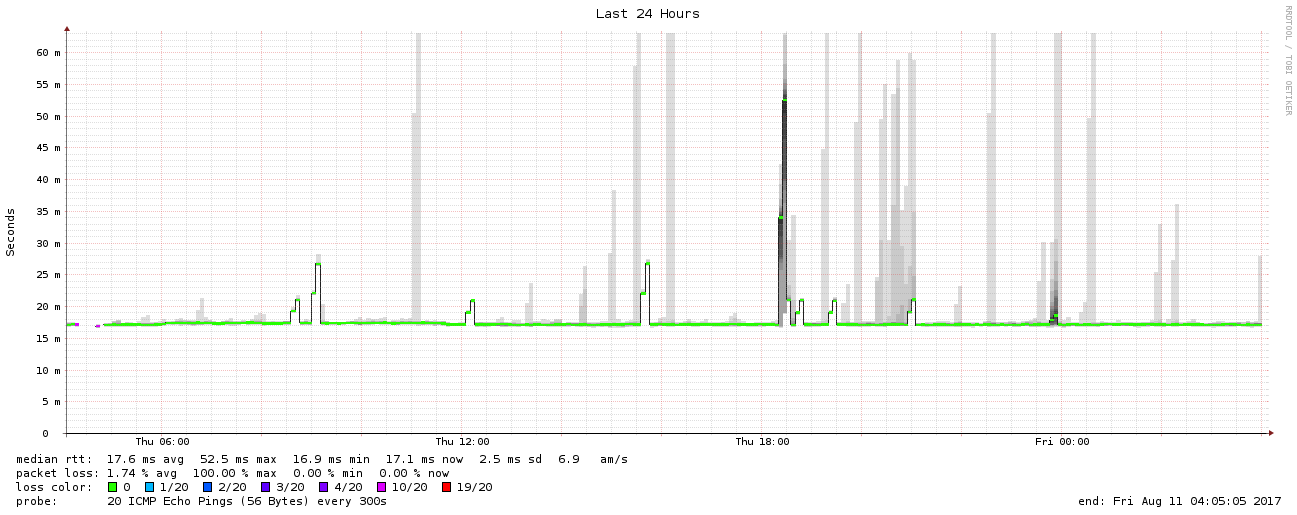 Last 24 Hours
RRDTOOL / TOBI OETIKER
Seconds
60 m
55 m
50 m
45 m
40 m
35 m
30 m
25 m
20 m
15 m
10 m
5 m
0
Thu 06:00 Thu 12:00 Thu 18:00 Fri 00:00
median rtt: 17.6 ms avg 52.5 ms max 16.9 ms min 17.1 ms now 2.5 ms sd 6.9 am/s
packet loss: 1.74 % avg 100.00 % max 0.00 % min 0.00 % now
loss color: 0 1/20 2/20 3/20 4/20 10/20 19/20
probe: 20 ICMP Echo Pings (56 Bytes) every 300s end: Fri Aug 11 04:05:05 2017